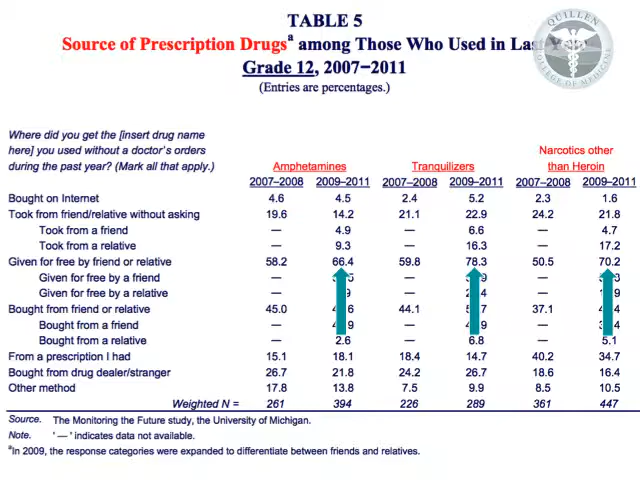 TABLE 5
Source of Prescription Drugsa among Those Who Used in Last
Grade 12, 2007–2011
(Entries are percentages.)
QUILLEN
COLLEGE OF MEDICINE
Where did you get the [insert drug name
here] you used without a doctor's orders
during the past year? (Mark all that apply.)
Amphetamines Tranquilizers Narcotics other than Heroin
2007–2008 2009–2011 2007–2008 2009–2011 2007–2008 2009–2011
Bought on Internet 4.6 4.5 2.4 5.2 2.3 1.6
Took from friend/relative without asking 19.6 14.2 21.1 22.9 24.2 21.8
Took from a friend — 4.9 — 6.6 — 4.7
Took from a relative — 9.3 — 16.3 — 17.2
Given for free by friend or relative 58.2 66.4 59.8 78.3 50.5 70.2
Given for free by a friend — — —
Given for free by a relative — — —
Bought from friend or relative 45.0 44.1 37.1
Bought from a friend — — —
Bought from a relative — 2.6 — 6.8 — 5.1
From a prescription I had 15.1 18.1 18.4 14.7 40.2 34.7
Bought from drug dealer/stranger 26.7 21.8 24.2 26.7 18.6 16.4
Other method 17.8 13.8 7.5 9.9 8.5 10.5
Weighted N = 261 394 226 289 361 447
Source. The Monitoring the Future study, the University of Michigan.
Note. ' — ' indicates data not available.
aIn 2009, the response categories were expanded to differentiate between friends and relatives.